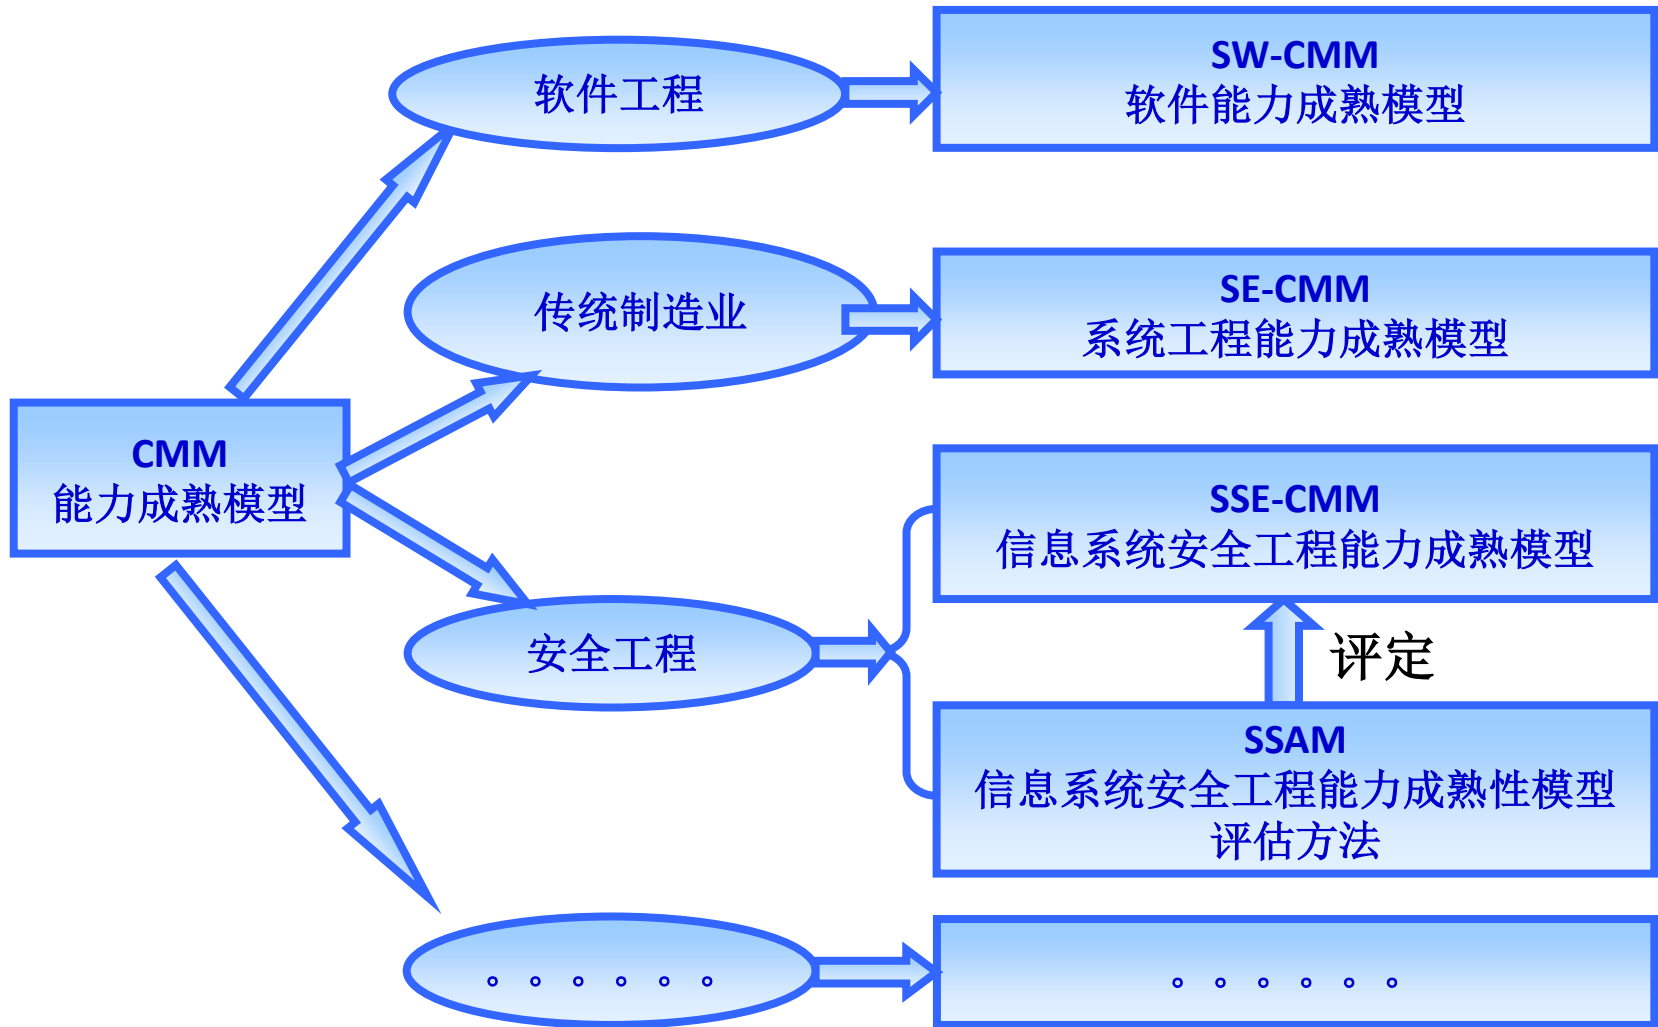 软件工程
SW-CMM
软件能力成熟模型
传统制造业
SE-CMM
系统工程能力成熟模型
CMM
能力成熟模型
SSE-CMM
信息系统安全工程能力成熟模型
安全工程
评定
SSAM
信息系统安全工程能力成熟性模型
评估方法
。。。。。。
。。。。。。